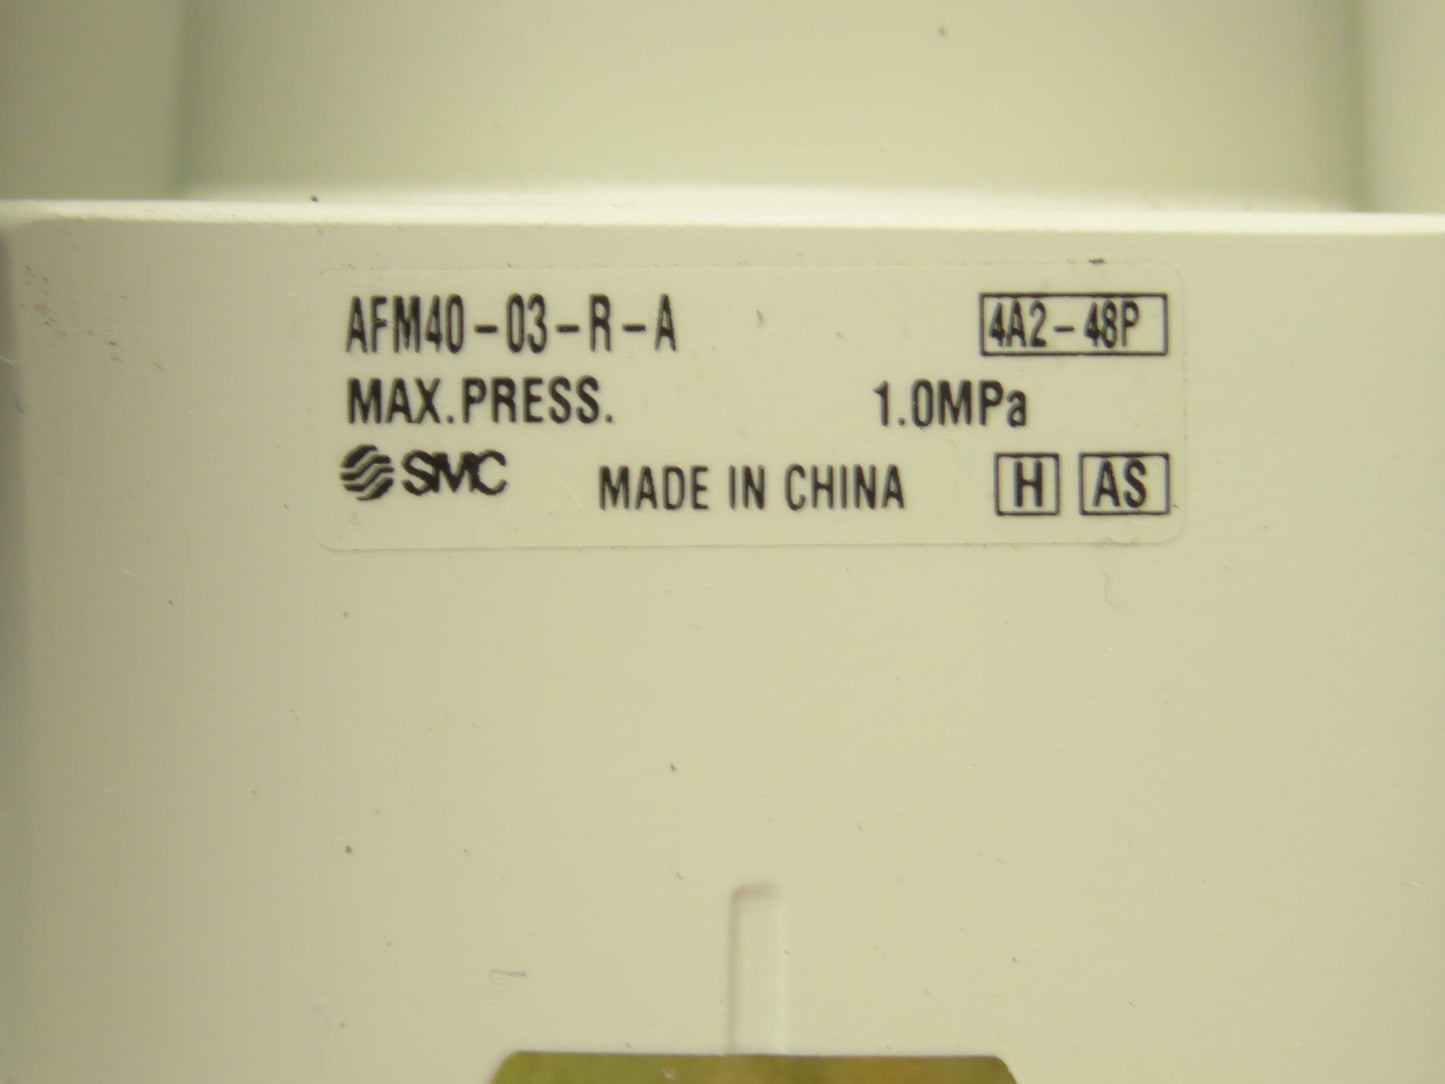 AFM40-03-R-A 4A2-48P
MAX.PRESS. 1.0MPa
SMC MADE IN CHINA H AS